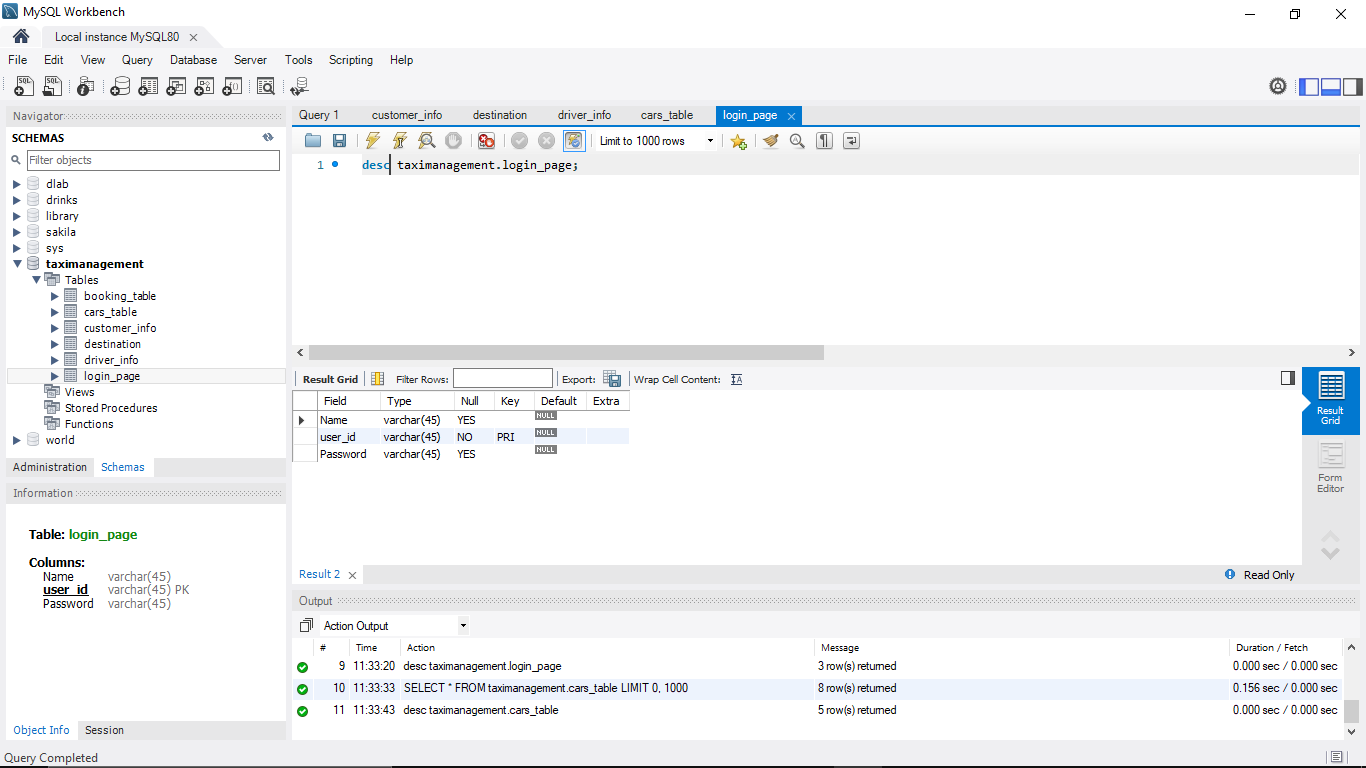 MySQL Workbench
Local instance MySQL80
File Edit View Query Database Server Tools Scripting Help
Navigator
SCHEMAS
Filter objects
dlab
drinks
library
sakila
sys
taximanagement
Tables
booking_table
cars_table
customer_info
destination
driver_info
login_page
Views
Stored Procedures
Functions
world
Administration Schemas
Information
Table: login_page
Columns:
Name varchar(45)
user_id varchar(45) PK
Password varchar(45)
Object Info Session
Query 1 customer_info destination driver_info cars_table login_page
Limit to 1000 rows
1 desc taximanagement.login_page;
Result Grid Filter Rows: Export: Wrap Cell Content:
Field Type Null Key Default Extra
Name varchar(45) YES NULL
user_id varchar(45) NO PRI NULL
Password varchar(45) YES NULL
Result
Grid
Form
Editor
Result 2 Read Only
Output
Action Output
# Time Action Message Duration / Fetch
9 11:33:20 desc taximanagement.login_page 3 row(s) returned 0.000 sec / 0.000 sec
10 11:33:33 SELECT * FROM taximanagement.cars_table LIMIT 0, 1000 8 row(s) returned 0.156 sec / 0.000 sec
11 11:33:43 desc taximanagement.cars_table 5 row(s) returned 0.000 sec / 0.000 sec
Query Completed